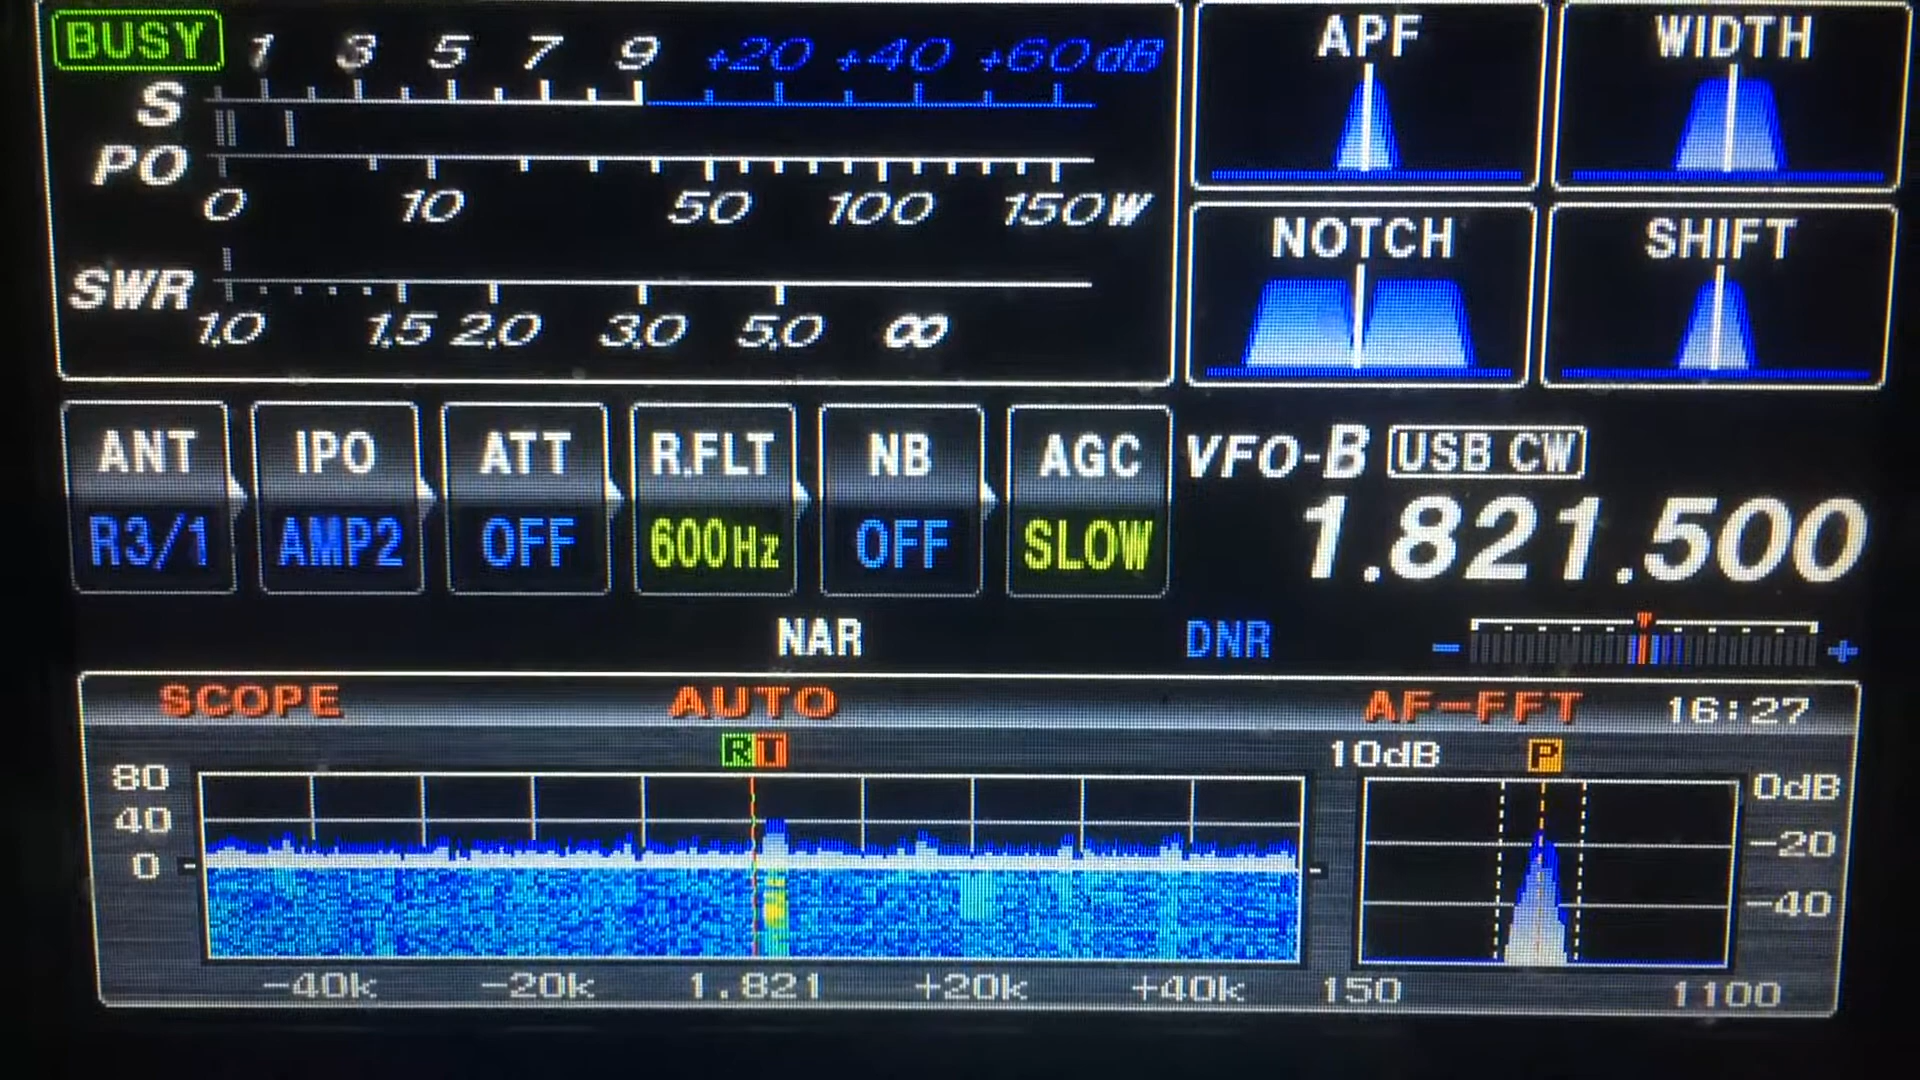 BUSY 1 3 5 7 9 +20 +40 +60dB
S
PO
0 10 50 100 150W
SWR
1.0 1.5 2.0 3.0 5.0 ∞
APF WIDTH
NOTCH SHIFT
ANT IPO ATT R.FLT NB AGC
R3/1 AMP2 OFF 600Hz OFF SLOW
VFO-B USB CW
1.821.500
NAR DNR - +
SCOPE AUTO AF-FFT 16:27
R T 10dB P
80
40
0
0dB
-20
-40
-40k -20k 1.821 +20k +40k 150 1100